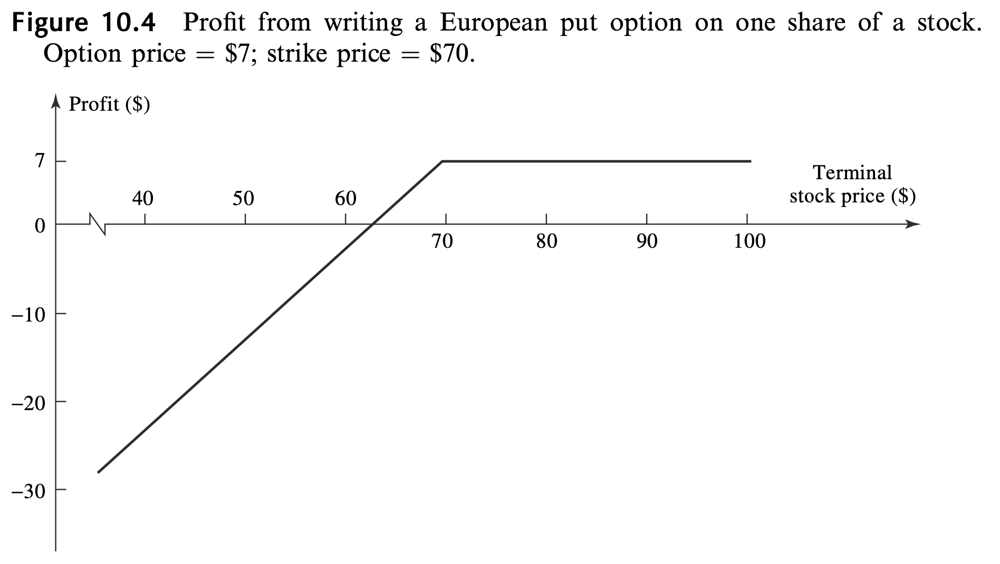 Figure 10.4 Profit from writing a European put option on one share of a stock.
Option price = $7; strike price = $70.
Profit ($)
7
Terminal
stock price ($)
40 50 60
0
70 80 90 100
–10
–20
–30